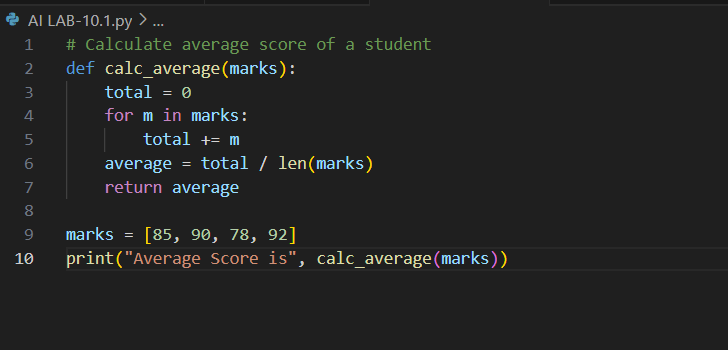 AI LAB-10.1.py > ...
1 # Calculate average score of a student
2 def calc_average(marks):
3     total = 0
4     for m in marks:
5         total += m
6     average = total / len(marks)
7     return average
8
9 marks = [85, 90, 78, 92]
10 print("Average Score is", calc_average(marks))